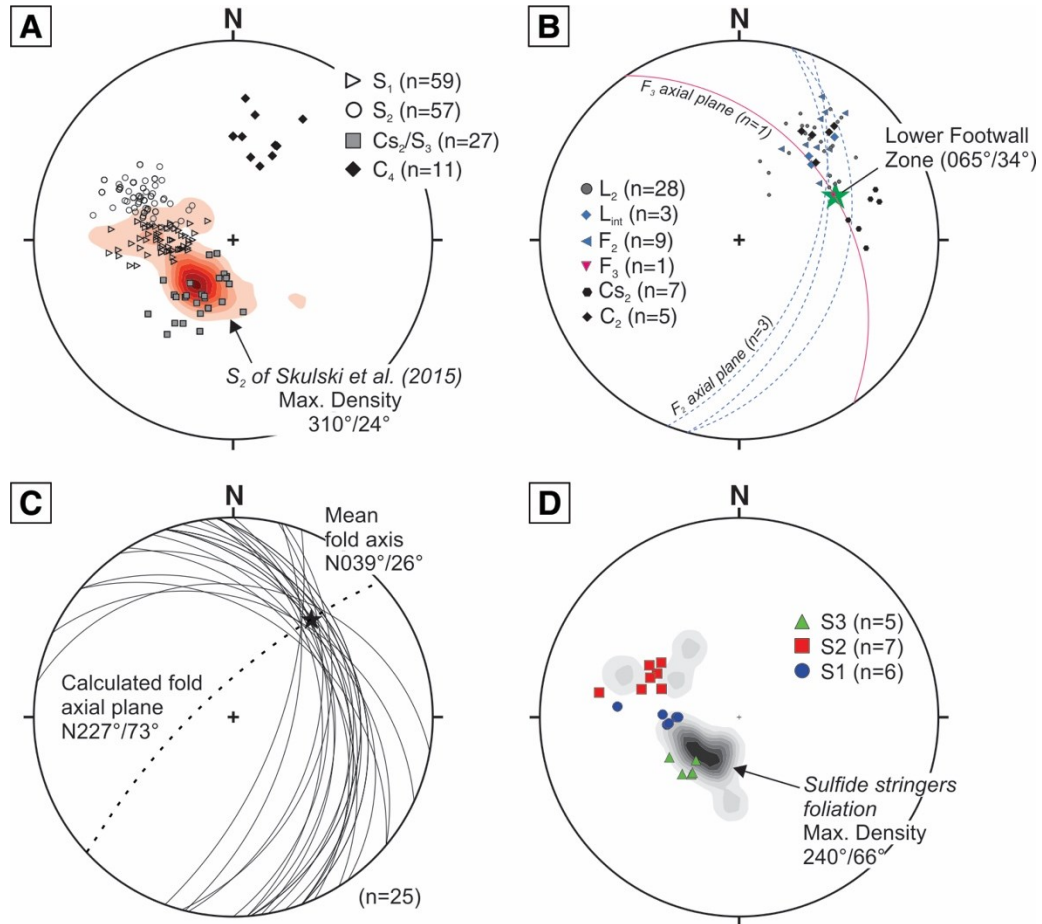 A
N
S₁ (n=59)
S₂ (n=57)
Cs₂/S₃ (n=27)
C₄ (n=11)
S₂ of Skulski et al. (2015)
Max. Density
310°/24°
B
N
F₃ axial plane (n=1)
Lower Footwall
Zone (065°/34°)
L₂ (n=28)
Lᵢₙₜ (n=3)
F₂ (n=9)
F₃ (n=1)
Cs₂ (n=7)
C₂ (n=5)
F₂ axial plane (n=3)
C
N
Mean
fold axis
N039°/26°
Calculated fold
axial plane
N227°/73°
(n=25)
D
N
S3 (n=5)
S2 (n=7)
S1 (n=6)
Sulfide stringers
foliation
Max. Density
240°/66°